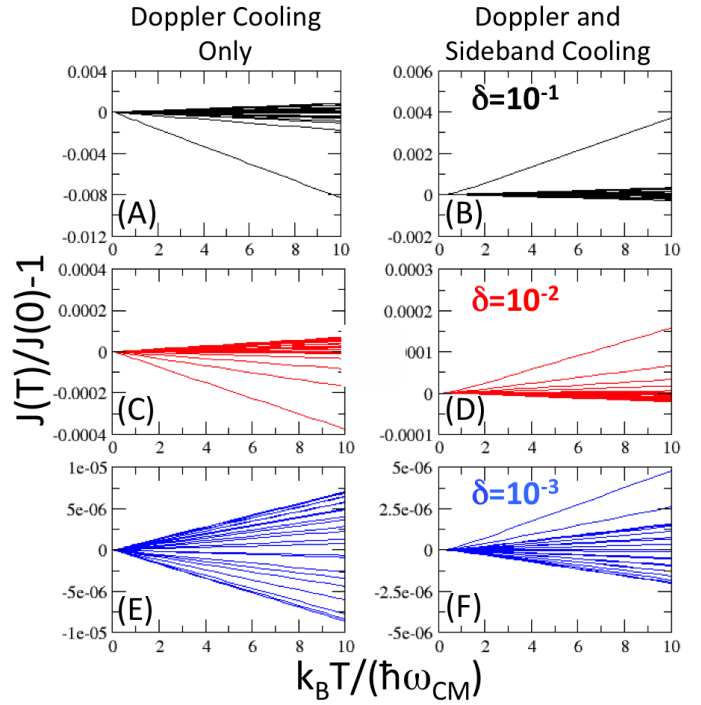 Doppler Cooling
Only
Doppler and
Sideband Cooling
0.004
0
-0.004
-0.008
-0.012
(A)
0 2 4 6 8 10
0.006
0.004
0.002
0
-0.002
δ=10⁻¹
(B)
0 2 4 6 8 10
0.0004
0.0002
0
-0.0002
-0.0004
(C)
0 2 4 6 8 10
0.0003
0.0002
0001
0
-0.0001
δ=10⁻²
(D)
0 2 4 6 8 10
1e-05
5e-06
0
-5e-06
-1e-05
(E)
0 2 4 6 8 10
5e-06
2.5e-06
0
-2.5e-06
-5e-06
δ=10⁻³
(F)
0 2 4 6 8 10
J(T)/J(0)-1
k_BT/(ħω_CM)